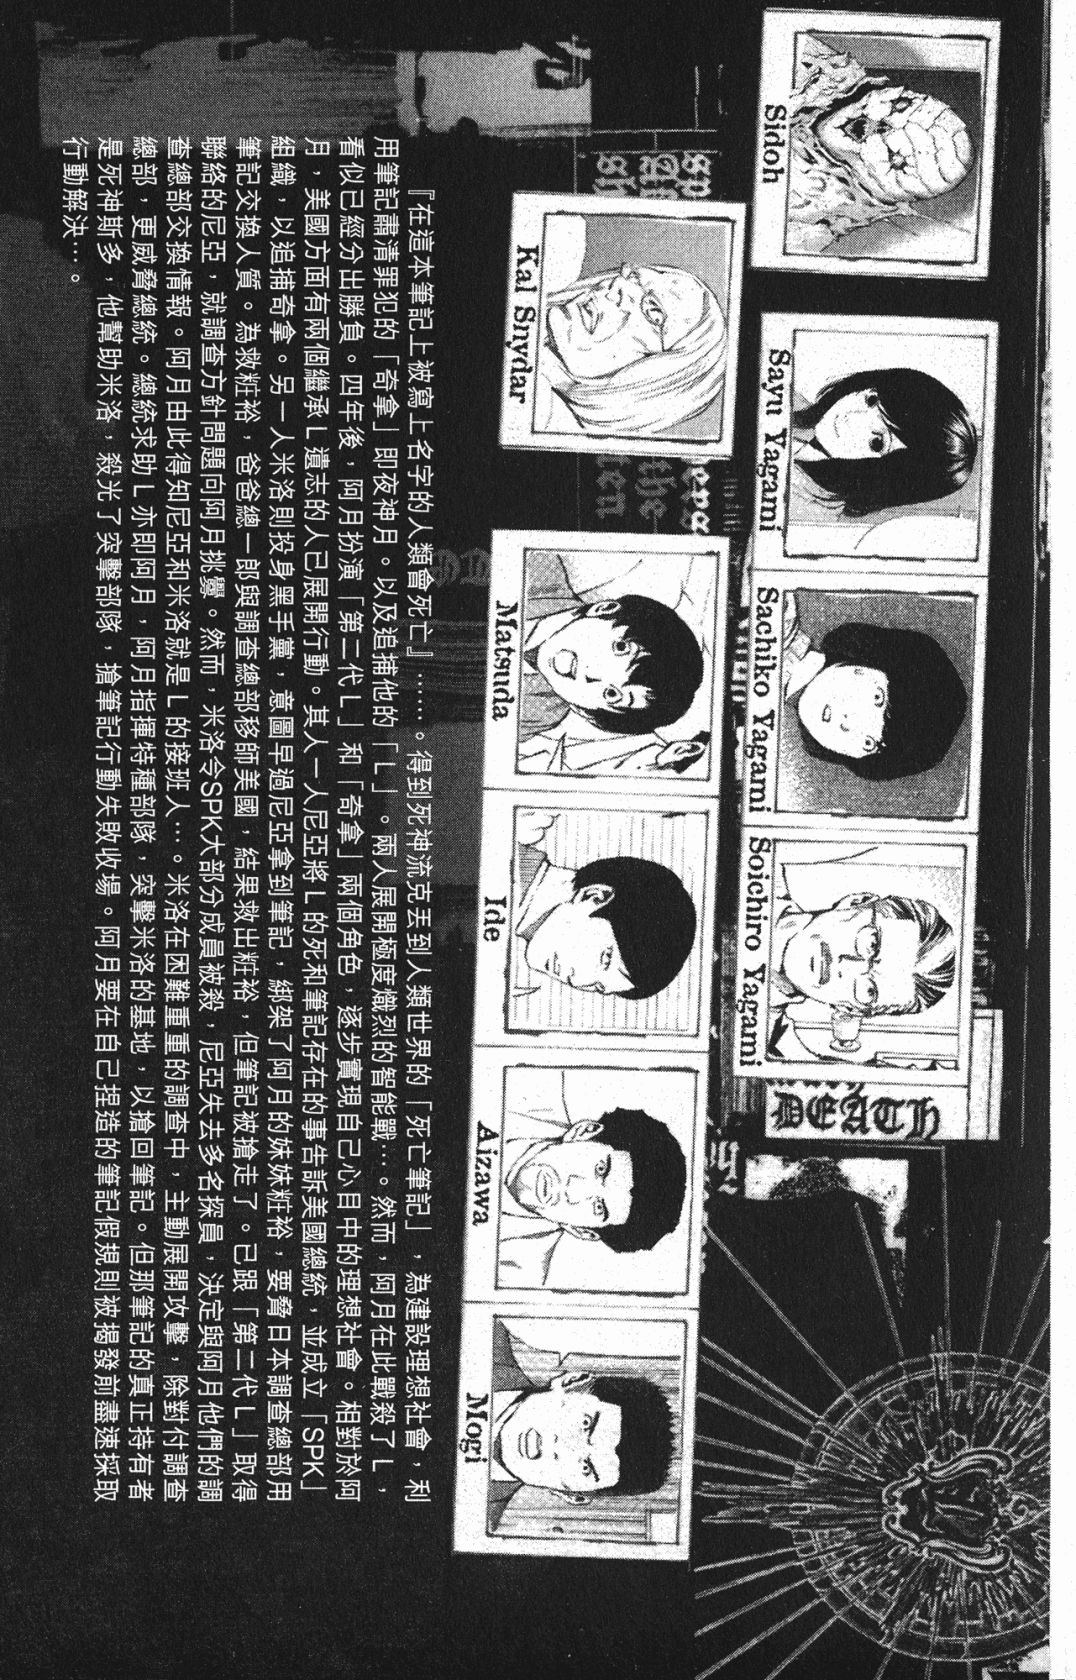 Sidoh
Sayu Yagami
Sachiko Yagami
Soichiro Yagami
DEATH
Kal Snydar
Matsuda
Ide
Aizawa
Mogi
『在這本筆記上被寫上名字的人類會死亡』……。得到死神流克丟到人類世界的「死亡筆記」，為建設理想社會，利
用筆記肅清罪犯的「奇拿」即夜神月。以及追捕他的「L」。兩人展開極度熾烈的智能戰…。然而，阿月在此戰殺了L，
看似已經分出勝負。四年後，阿月扮演「第二代L」和「奇拿」兩個角色，逐步實現自己心目中的理想社會。相對於阿
月，美國方面有兩個繼承L遺志的人已展開行動。其人一人尼亞將L的死和筆記存在的事告訴美國總統，並成立「SPK」
組織，以追捕奇拿。另一人米洛則投身黑手黨，意圖早過尼亞拿到筆記，綁架了阿月的妹妹粧裕，要脅日本調查總部用
筆記交換人質。為救粧裕，爸爸總一郎與調查總部移師美國，結果救出粧裕，但筆記被搶走了。已跟「第二代L」取得
聯絡的尼亞，就調查方針問題向阿月挑釁。然而，米洛令SPK大部分成員被殺，尼亞失去多名探員，決定與阿月他們的調
查總部交換情報。阿月由此得知尼亞和米洛就是L的接班人…。米洛在困難重重的調查中，主動展開攻擊，除對付調查
總部，更威脅總統。總統求助L亦即阿月，阿月指揮特種部隊，突擊米洛的基地，以搶回筆記。但那筆記的真正持有者
是死神斯多，他幫助米洛，殺光了突擊部隊，搶筆記行動失敗收場。阿月要在自己捏造的筆記假規則被揭發前盡速採取
行動解決…。